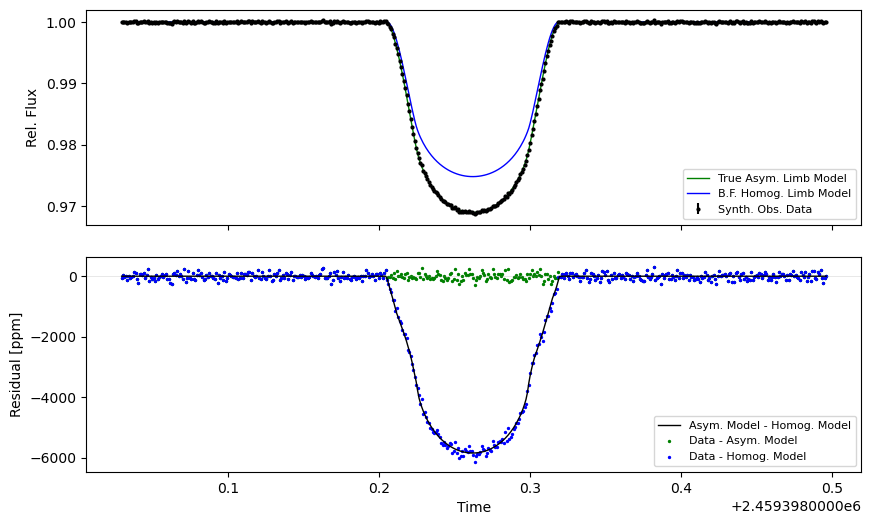 1.00
0.99
0.98
0.97
Rel. Flux
True Asym. Limb Model
B.F. Homog. Limb Model
Synth. Obs. Data
0
−2000
−4000
−6000
Residual [ppm]
Asym. Model - Homog. Model
Data - Asym. Model
Data - Homog. Model
0.1 0.2 0.3 0.4 0.5
Time
+2.4593980000e6